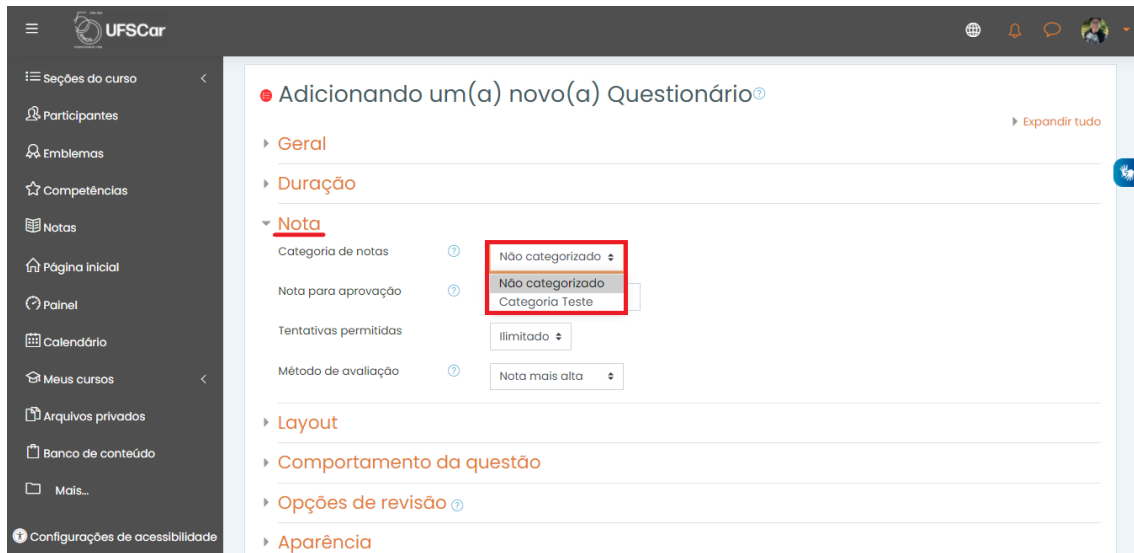 UFSCar
Seções do curso
Participantes
Emblemas
Competências
Notas
Página inicial
Painel
Calendário
Meus cursos
Arquivos privados
Banco de conteúdo
Mais...
Configurações de acessibilidade
Adicionando um(a) novo(a) Questionário
Expandir tudo
Geral
Duração
Nota
Categoria de notas
Não categorizado
Não categorizado
Categoria Teste
Nota para aprovação
Tentativas permitidas
Ilimitado
Método de avaliação
Nota mais alta
Layout
Comportamento da questão
Opções de revisão
Aparência